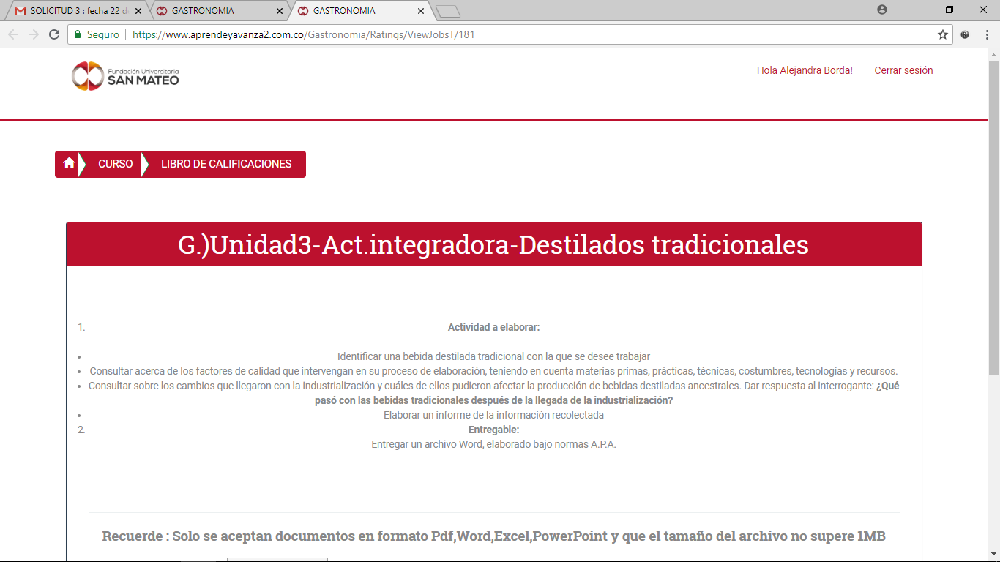 SOLICITUD 3 : fecha 22 d
GASTRONOMIA
GASTRONOMIA
Seguro
https://www.aprendeyavanza2.com.co/Gastronomia/Ratings/ViewJobsT/181
Fundación Universitaria
SAN MATEO
Hola Alejandra Borda!
Cerrar sesión
CURSO
LIBRO DE CALIFICACIONES
G.)Unidad3-Act.integradora-Destilados tradicionales
1. Actividad a elaborar:
• Identificar una bebida destilada tradicional con la que se desee trabajar
• Consultar acerca de los factores de calidad que intervengan en su proceso de elaboración, teniendo en cuenta materias primas, prácticas, técnicas, costumbres, tecnologías y recursos.
• Consultar sobre los cambios que llegaron con la industrialización y cuáles de ellos pudieron afectar la producción de bebidas destiladas ancestrales. Dar respuesta al interrogante: ¿Qué
pasó con las bebidas tradicionales después de la llegada de la industrialización?
• Elaborar un informe de la información recolectada
2. Entregable:
Entregar un archivo Word, elaborado bajo normas A.P.A.
Recuerde : Solo se aceptan documentos en formato Pdf,Word,Excel,PowerPoint y que el tamaño del archivo no supere 1MB